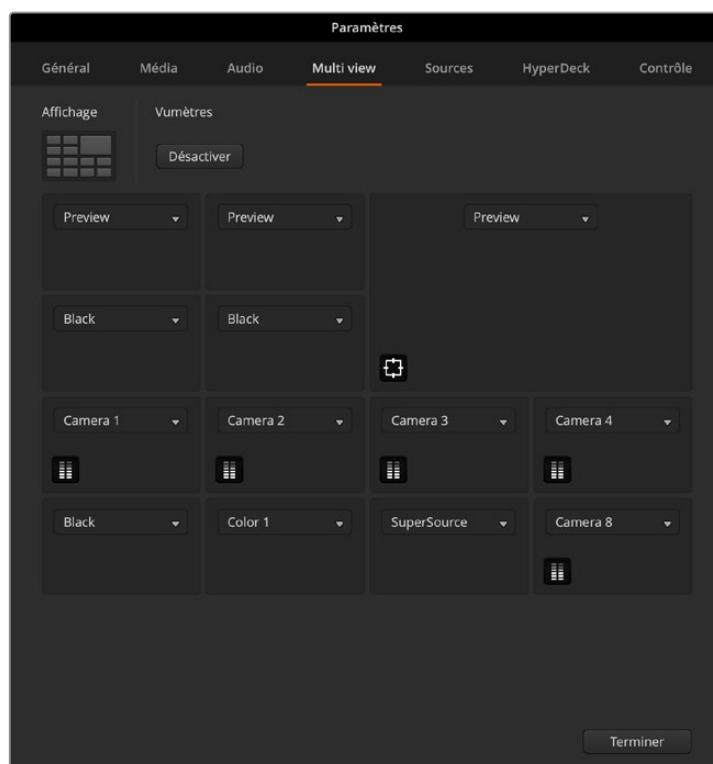 Paramètres
Général Média Audio Multi view Sources HyperDeck Contrôle
Affichage Vumètres
Désactiver
Preview Preview Preview
Black Black
Camera 1 Camera 2 Camera 3 Camera 4
Black Color 1 SuperSource Camera 8
Terminer